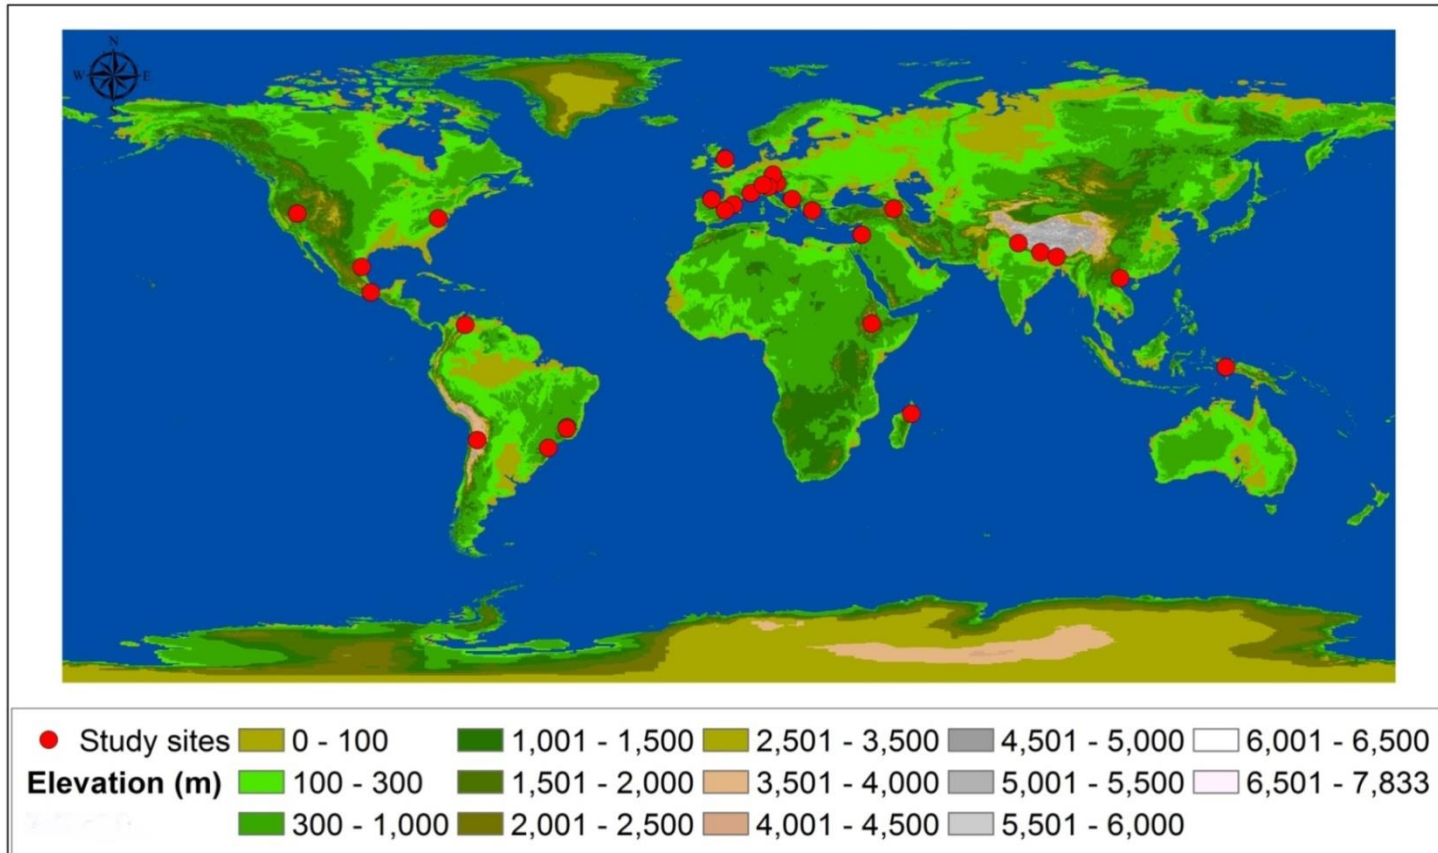 N
W E
Study sites 0 - 100 1,001 - 1,500 2,501 - 3,500 4,501 - 5,000 6,001 - 6,500
Elevation (m) 100 - 300 1,501 - 2,000 3,501 - 4,000 5,001 - 5,500 6,501 - 7,833
300 - 1,000 2,001 - 2,500 4,001 - 4,500 5,501 - 6,000